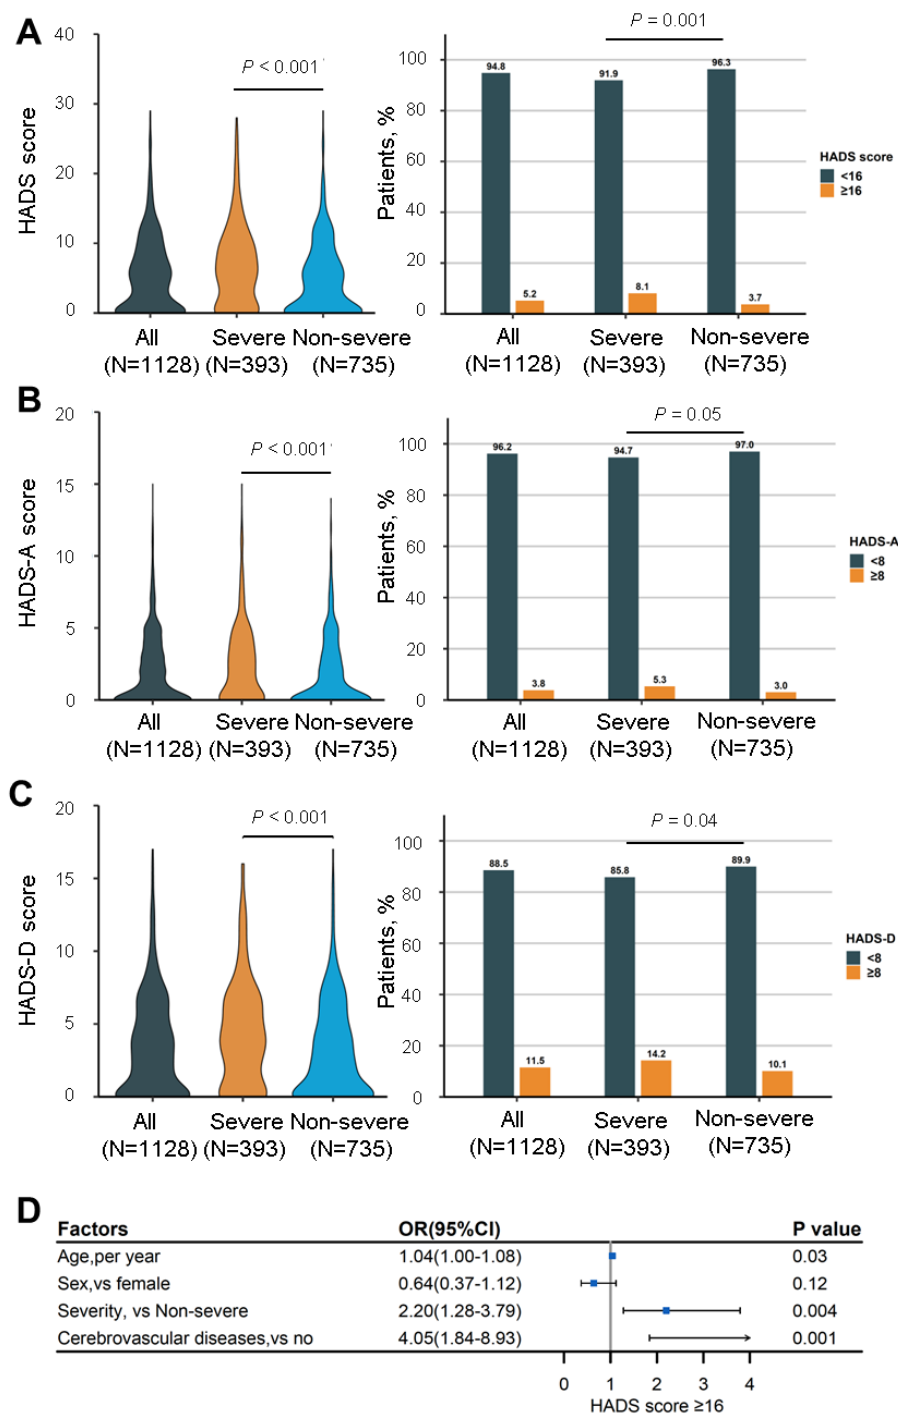 A
HADS score
40
30
20
10
0
P < 0.001
All
(N=1128)
Severe
(N=393)
Non-severe
(N=735)
Patients, %
100
80
60
40
20
0
P = 0.001
94.8
5.2
91.9
8.1
96.3
3.7
All
(N=1128)
Severe
(N=393)
Non-severe
(N=735)
HADS score
<16
≥16
B
HADS-A score
20
15
10
5
0
P < 0.001
All
(N=1128)
Severe
(N=393)
Non-severe
(N=735)
Patients, %
100
80
60
40
20
0
P = 0.05
96.2
3.8
94.7
5.3
97.0
3.0
All
(N=1128)
Severe
(N=393)
Non-severe
(N=735)
HADS-A
<8
≥8
C
HADS-D score
20
15
10
5
0
P < 0.001
All
(N=1128)
Severe
(N=393)
Non-severe
(N=735)
Patients, %
100
80
60
40
20
0
P = 0.04
88.5
11.5
85.8
14.2
89.9
10.1
All
(N=1128)
Severe
(N=393)
Non-severe
(N=735)
HADS-D
<8
≥8
D
Factors OR(95%CI) P value
Age,per year 1.04(1.00-1.08) 0.03
Sex,vs female 0.64(0.37-1.12) 0.12
Severity, vs Non-severe 2.20(1.28-3.79) 0.004
Cerebrovascular diseases,vs no 4.05(1.84-8.93) 0.001
0 1 2 3 4
HADS score ≥16